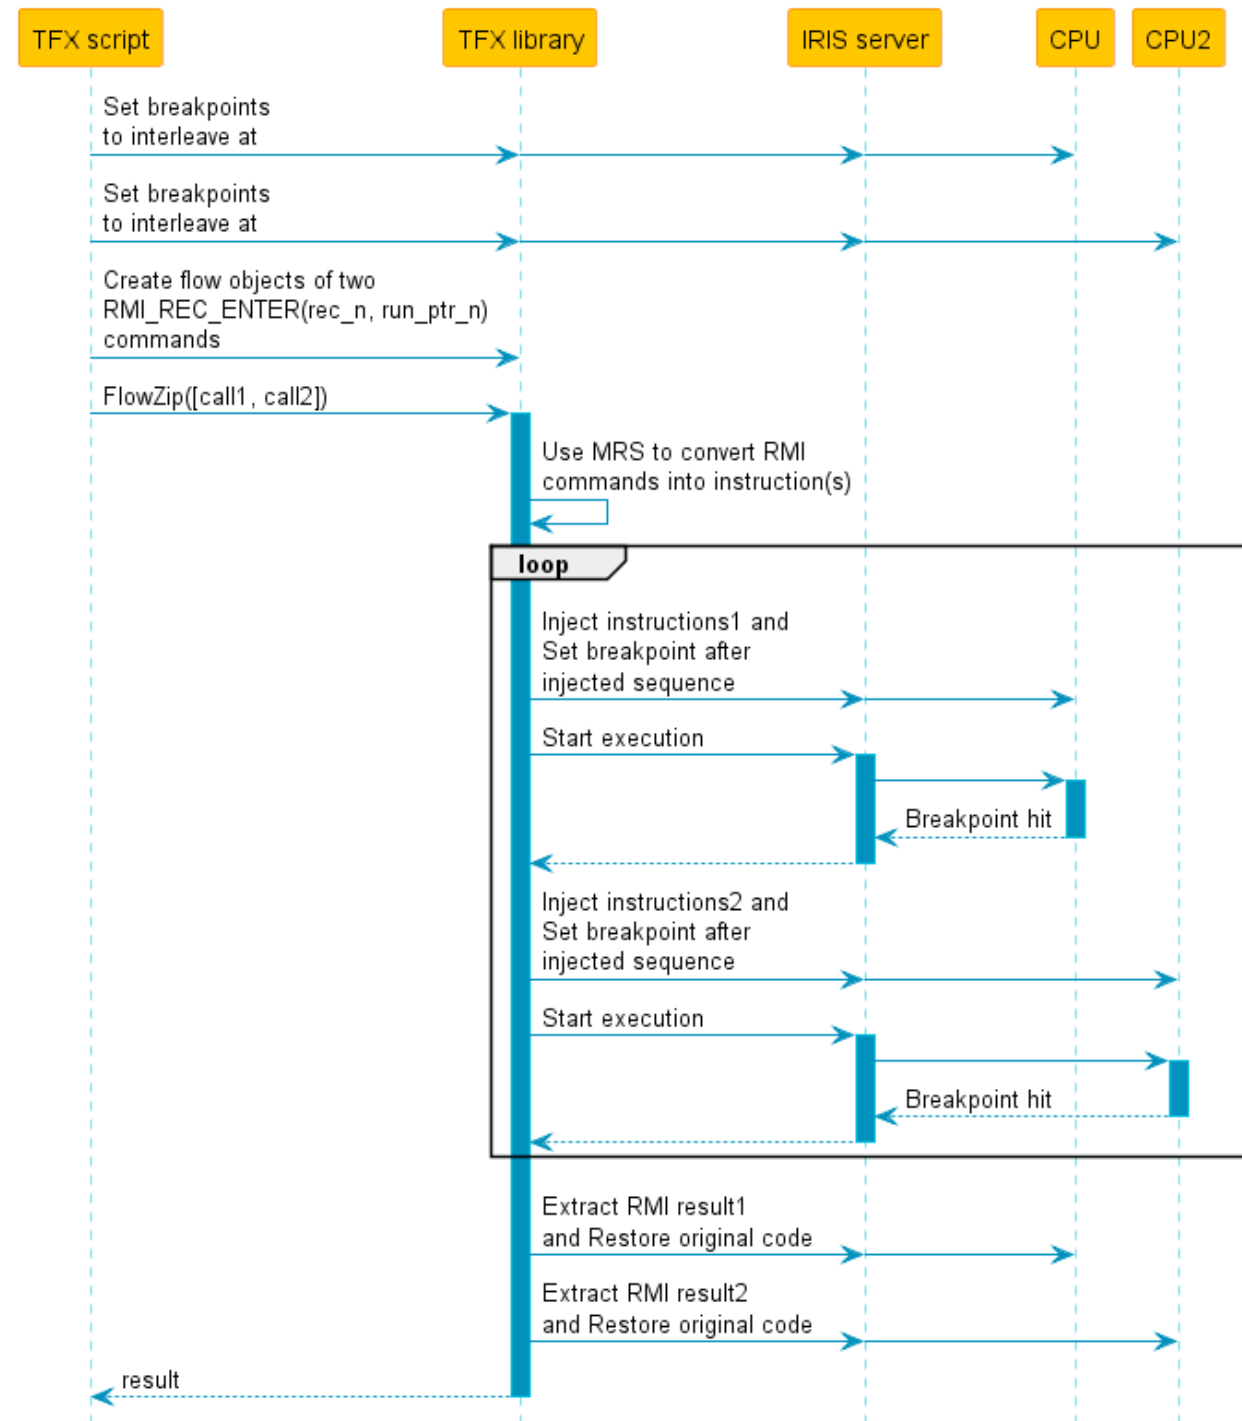 TFX script
TFX library
IRIS server
CPU
CPU2
Set breakpoints
to interleave at
Set breakpoints
to interleave at
Create flow objects of two
RMI_REC_ENTER(rec_n, run_ptr_n)
commands
FlowZip([call1, call2])
Use MRS to convert RMI
commands into instruction(s)
loop
Inject instructions1 and
Set breakpoint after
injected sequence
Start execution
Breakpoint hit
Inject instructions2 and
Set breakpoint after
injected sequence
Start execution
Breakpoint hit
Extract RMI result1
and Restore original code
Extract RMI result2
and Restore original code
result